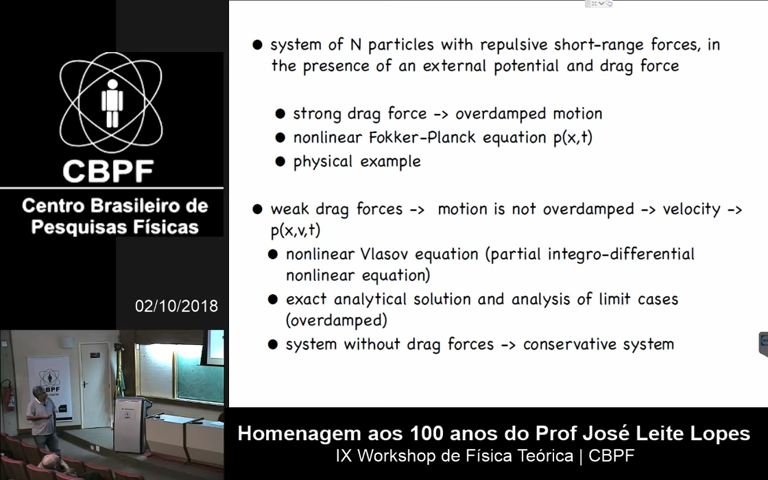 ● system of N particles with repulsive short-range forces, in
the presence of an external potential and drag force
● strong drag force -> overdamped motion
● nonlinear Fokker-Planck equation p(x,t)
● physical example
● weak drag forces -> motion is not overdamped -> velocity ->
p(x,v,t)
● nonlinear Vlasov equation (partial integro-differential
nonlinear equation)
● exact analytical solution and analysis of limit cases
(overdamped)
● system without drag forces -> conservative system
CBPF
Centro Brasileiro de
Pesquisas Físicas
02/10/2018
CBPF
Homenagem aos 100 anos do Prof José Leite Lopes
IX Workshop de Física Teórica | CBPF